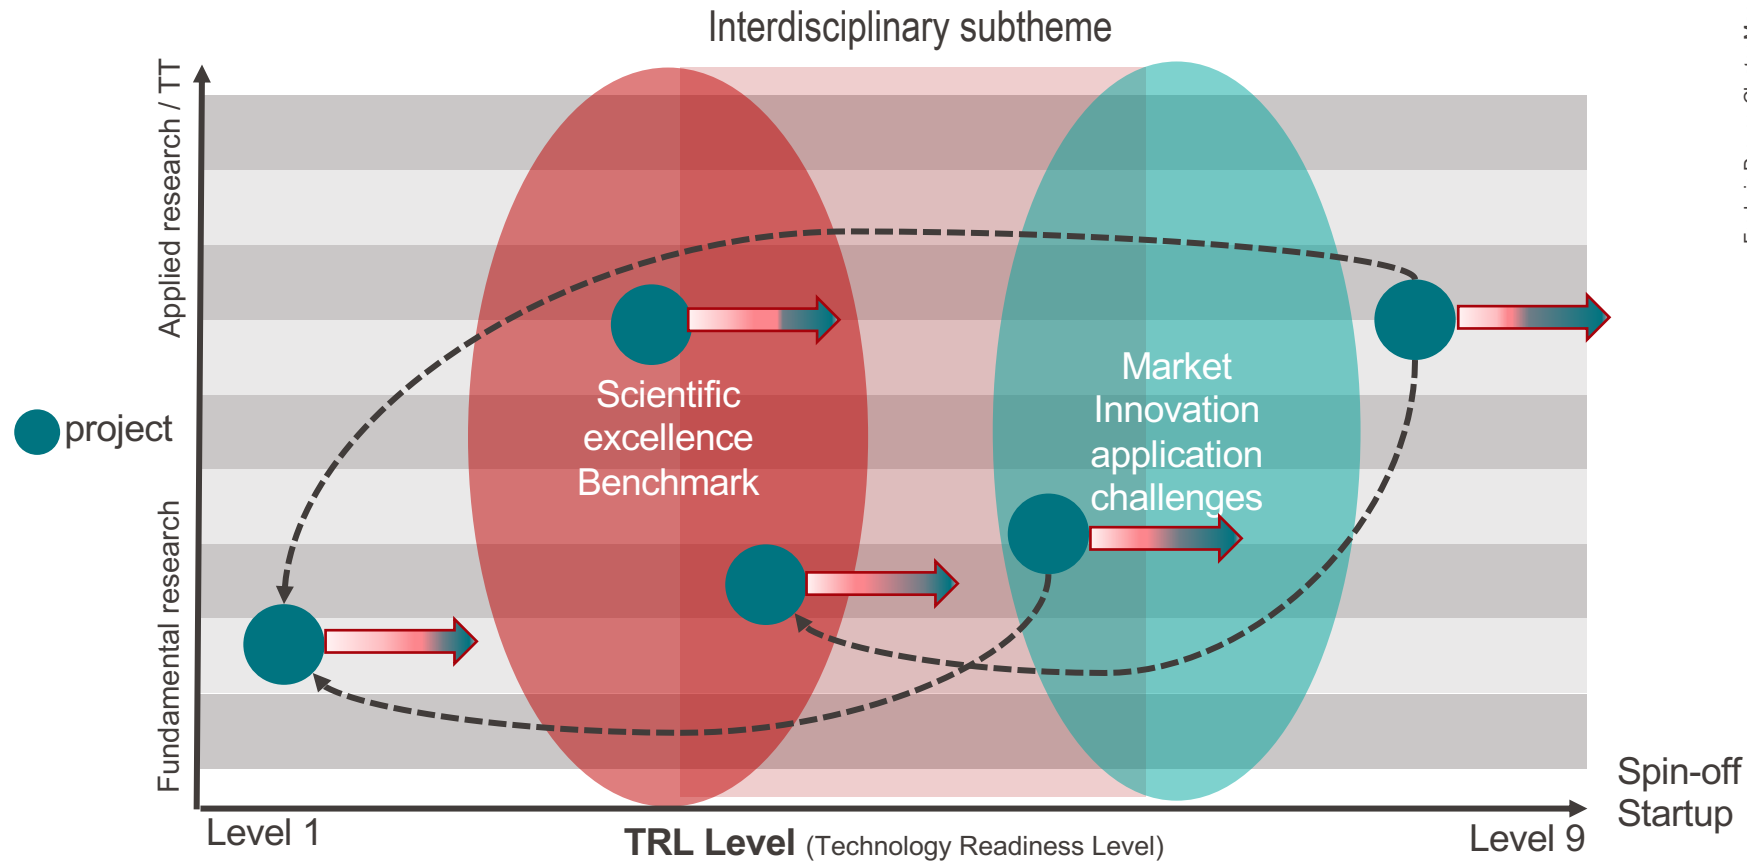 Interdisciplinary subtheme
Applied research / TT
Fundamental research
project
Scientific
excellence
Benchmark
Market
Innovation
application
challenges
Level 1
TRL Level (Technology Readiness Level)
Level 9
Spin-off
Startup